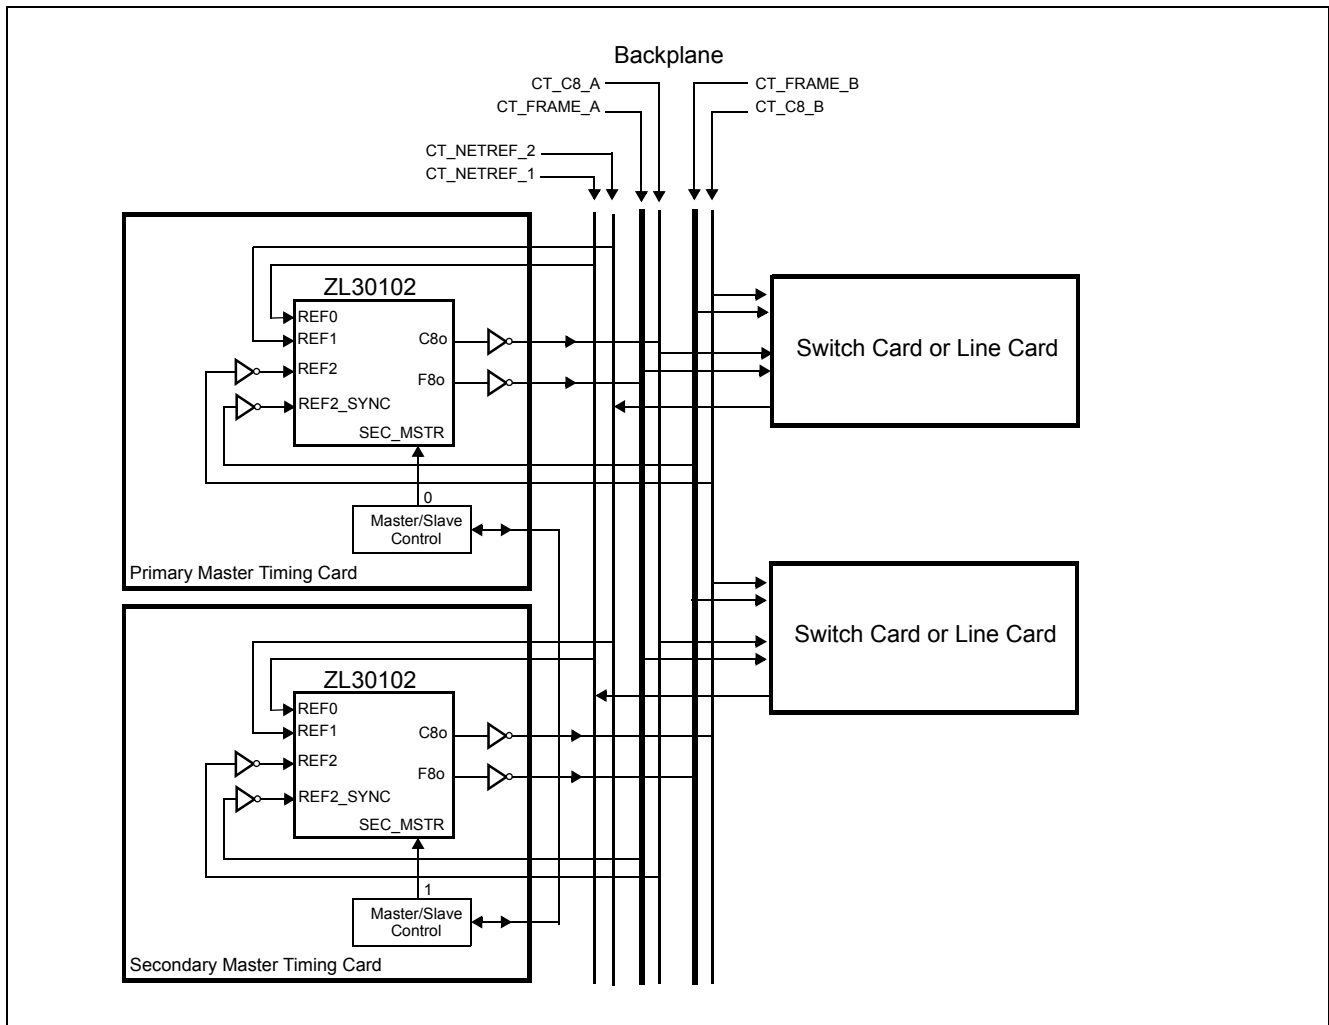 Backplane
CT_C8_A
CT_FRAME_B
CT_FRAME_A
CT_C8_B
CT_NETREF_2
CT_NETREF_1
ZL30102
REF0
REF1
C8o
REF2
F8o
REF2_SYNC
SEC_MSTR
0
Master/Slave
Control
Primary Master Timing Card
Switch Card or Line Card
ZL30102
REF0
REF1
C8o
REF2
F8o
REF2_SYNC
SEC_MSTR
1
Master/Slave
Control
Secondary Master Timing Card
Switch Card or Line Card